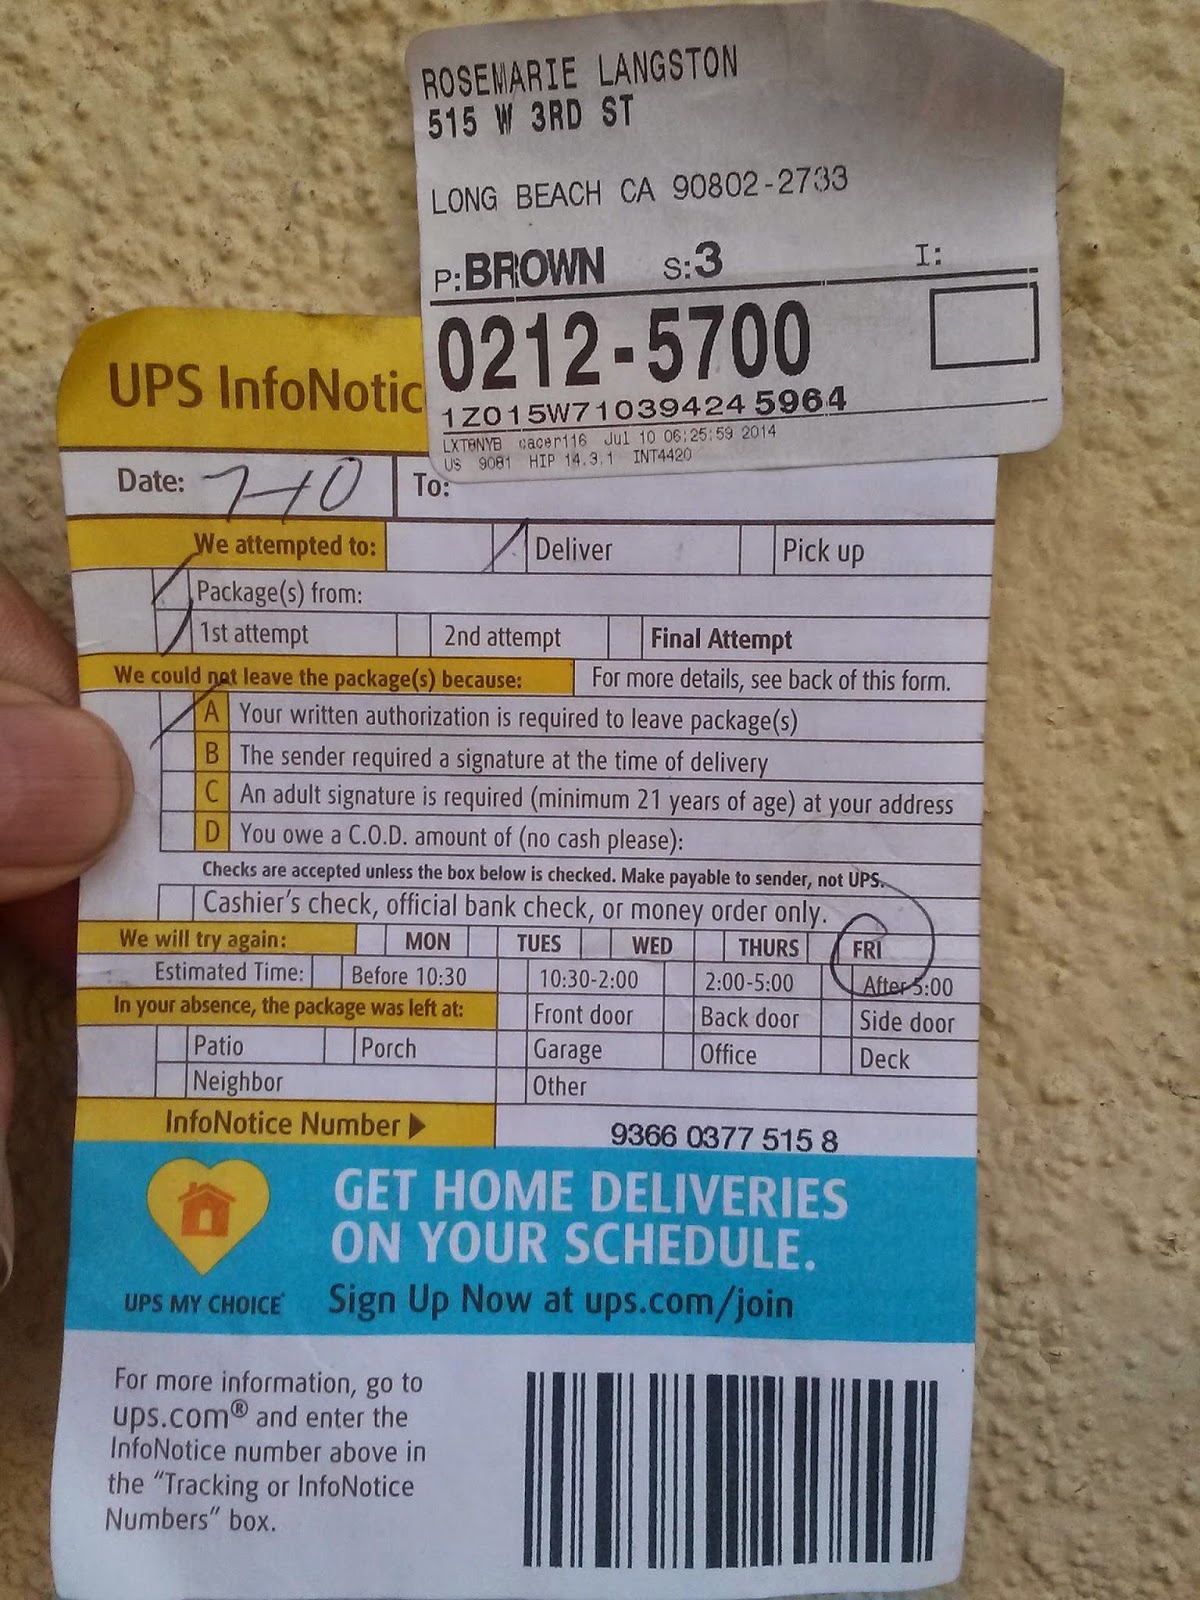 ROSEMARIE LANGSTON
515 W 3RD ST
LONG BEACH CA 90802-2733
P:BROWN S:3 I:
0212-5700
1Z015W710394245964
LXTBNYB cacer116 Jul 10 06:25:59 2014
US 9081 HIP 14.3.1 INT4420
UPS InfoNotic
Date: 7-10 To:
We attempted to: Deliver Pick up
Package(s) from:
1st attempt 2nd attempt Final Attempt
We could not leave the package(s) because: For more details, see back of this form.
A Your written authorization is required to leave package(s)
B The sender required a signature at the time of delivery
C An adult signature is required (minimum 21 years of age) at your address
D You owe a C.O.D. amount of (no cash please):
Checks are accepted unless the box below is checked. Make payable to sender, not UPS.
Cashier's check, official bank check, or money order only.
We will try again: MON TUES WED THURS FRI
Estimated Time: Before 10:30 10:30-2:00 2:00-5:00 After 5:00
In your absence, the package was left at: Front door Back door Side door
Patio Porch Garage Office Deck
Neighbor Other
InfoNotice Number 9366 0377 515 8
GET HOME DELIVERIES
ON YOUR SCHEDULE.
UPS MY CHOICE Sign Up Now at ups.com/join
For more information, go to
ups.com® and enter the
InfoNotice number above in
the “Tracking or InfoNotice
Numbers” box.